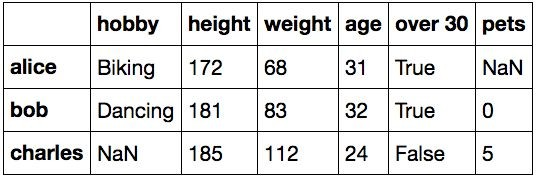 hobby height weight age over 30 pets
alice Biking 172 68 31 True NaN
bob Dancing 181 83 32 True 0
charles NaN 185 112 24 False 5